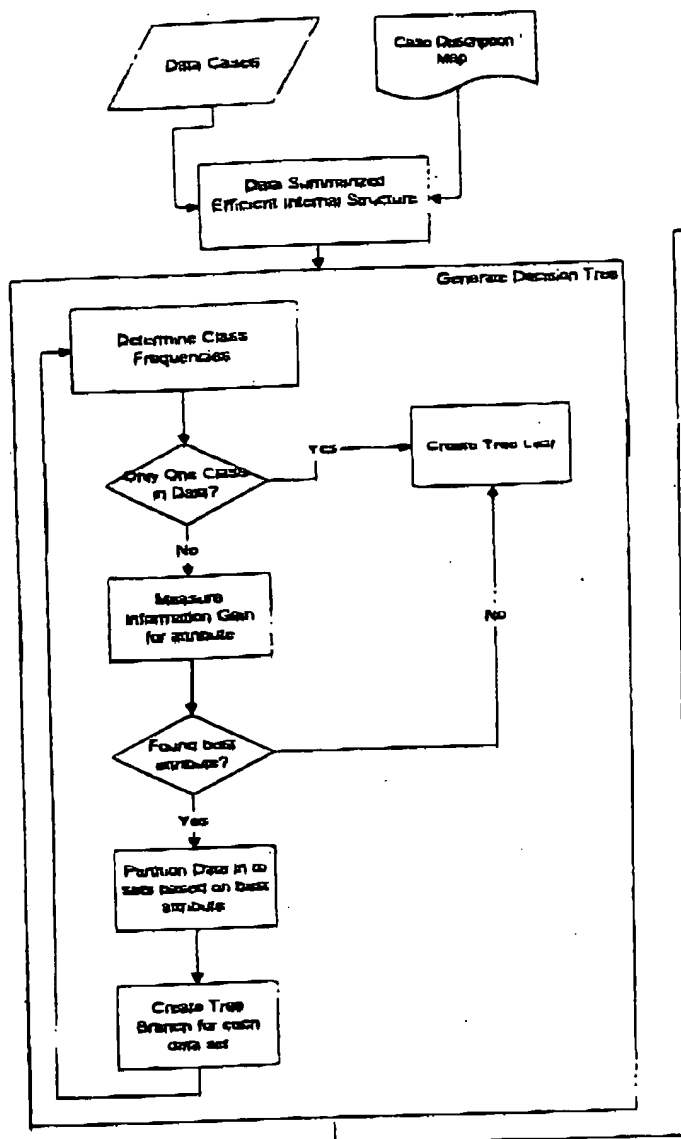 Data Cases
Case Description
Map
Data Summarized
Efficient Internal Structure
Generate Decision Tree
Determine Class
Frequencies
Yes
Create Tree Leaf
Only One Class
in Data?
No
Measure
Information Gain
for attribute
No
Found best
attribute?
Yes
Partition Data in to
sets based on best
attribute
Create Tree
Branch for each
data set